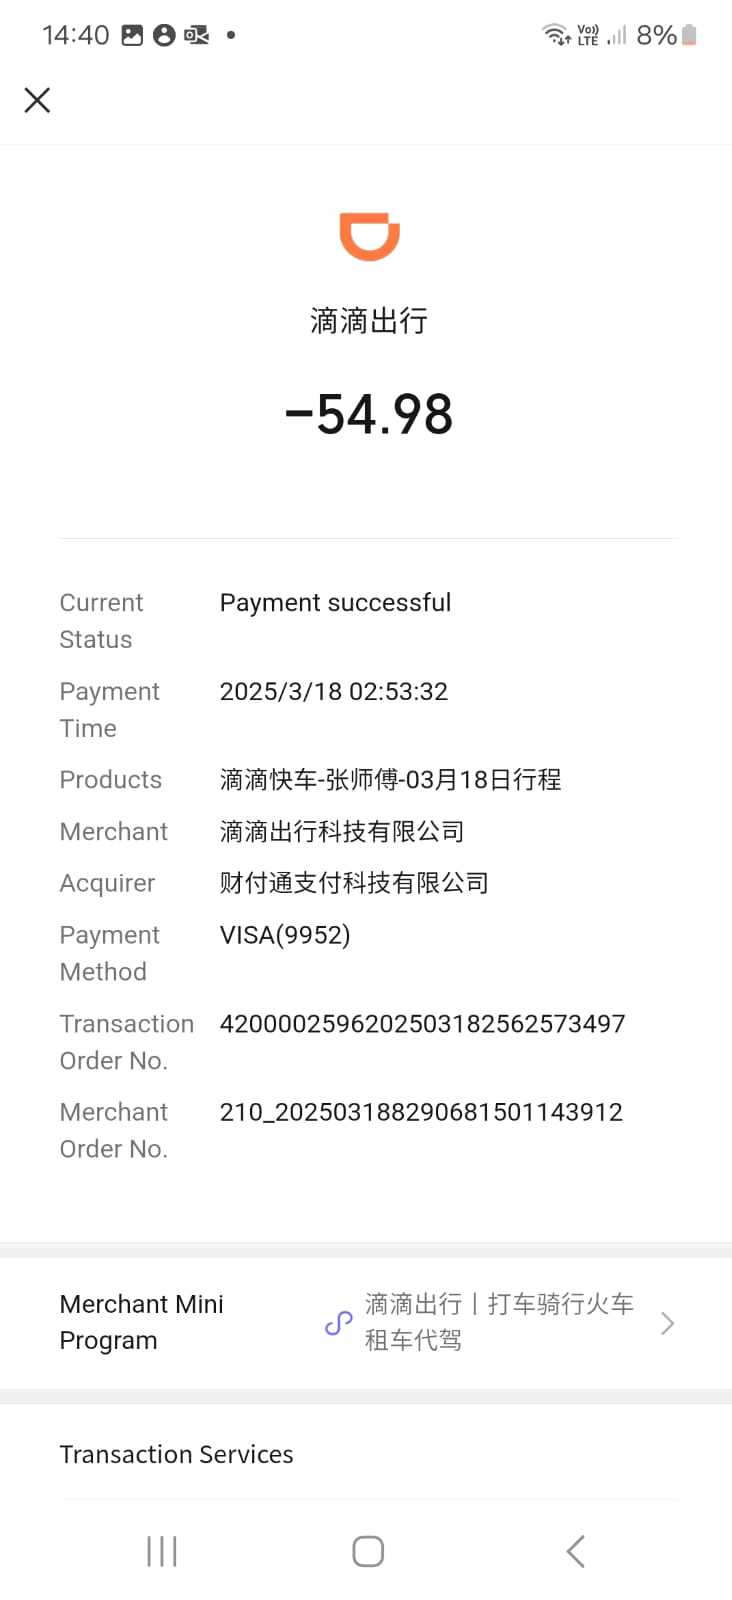 14:40
Vo))
LTE
8%
滴滴出行
-54.98
Current
Status
Payment successful
Payment
Time
2025/3/18 02:53:32
Products
滴滴快车-张师傅-03月18日行程
Merchant
滴滴出行科技有限公司
Acquirer
财付通支付科技有限公司
Payment
Method
VISA(9952)
Transaction
Order No.
4200002596202503182562573497
Merchant
Order No.
210_202503188290681501143912
Merchant Mini
Program
滴滴出行丨打车骑行火车
租车代驾
Transaction Services